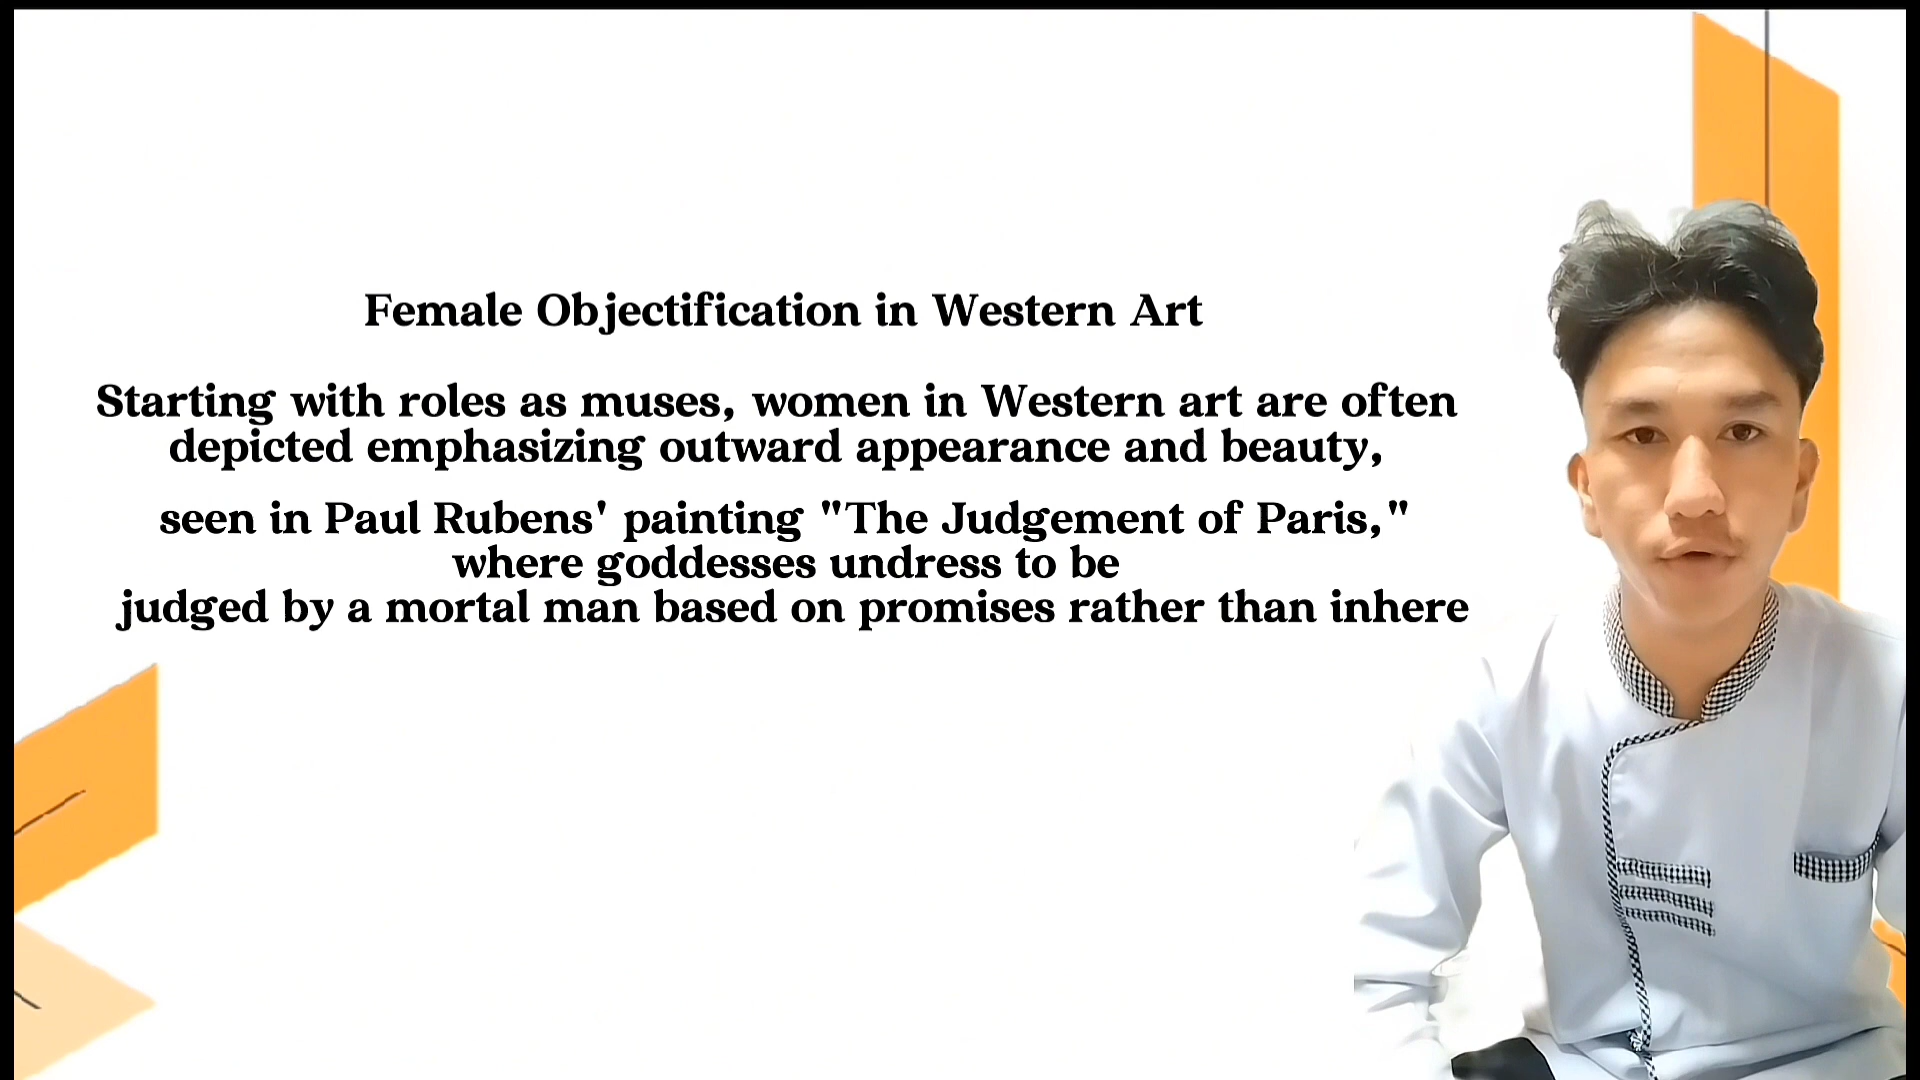 Female Objectification in Western Art
Starting with roles as muses, women in Western art are often
depicted emphasizing outward appearance and beauty,
seen in Paul Rubens' painting "The Judgement of Paris,"
where goddesses undress to be
judged by a mortal man based on promises rather than inhere